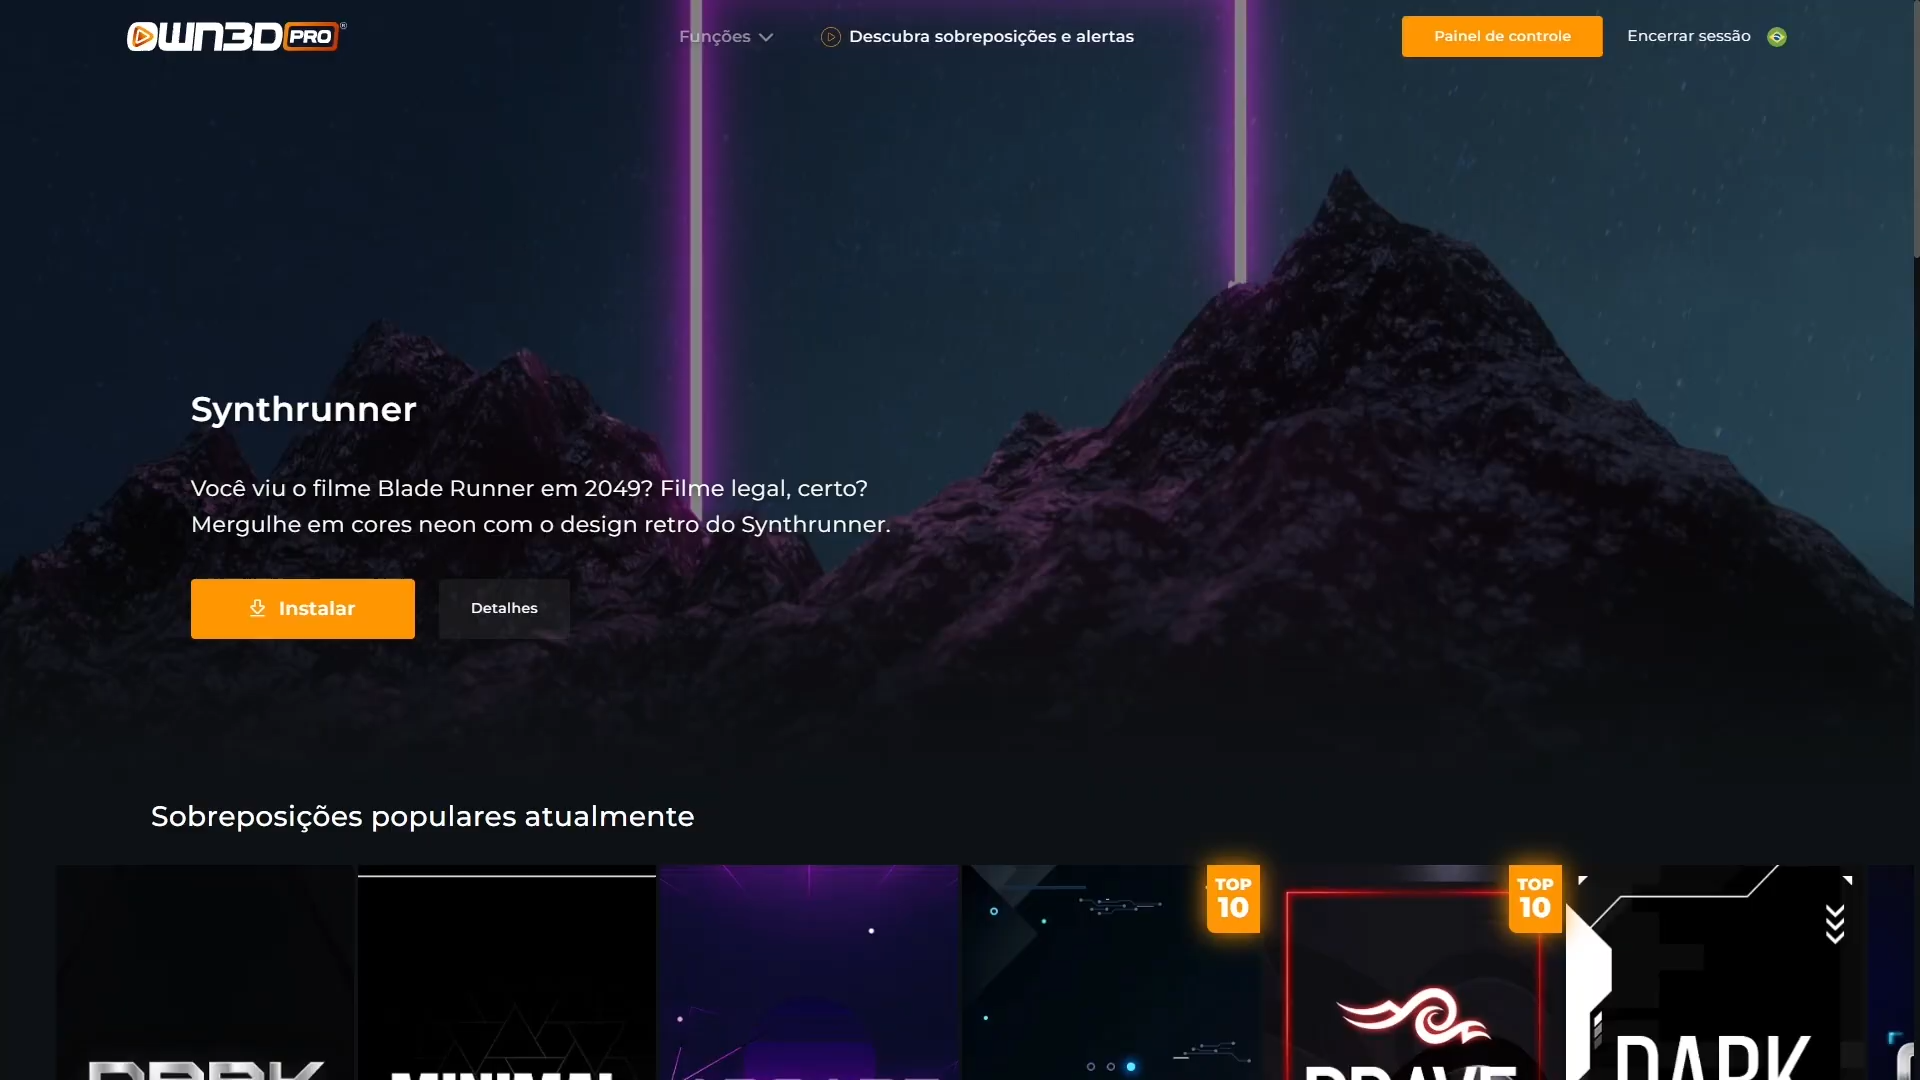 OWN3D PRO
Funções
Descubra sobreposições e alertas
Painel de controle
Encerrar sessão
Synthrunner
Você viu o filme Blade Runner em 2049? Filme legal, certo?
Mergulhe em cores neon com o design retro do Synthrunner.
Instalar
Detalhes
Sobreposições populares atualmente
TOP
10
TOP
10
DARK
MINIMAL
BRAVE
DARK